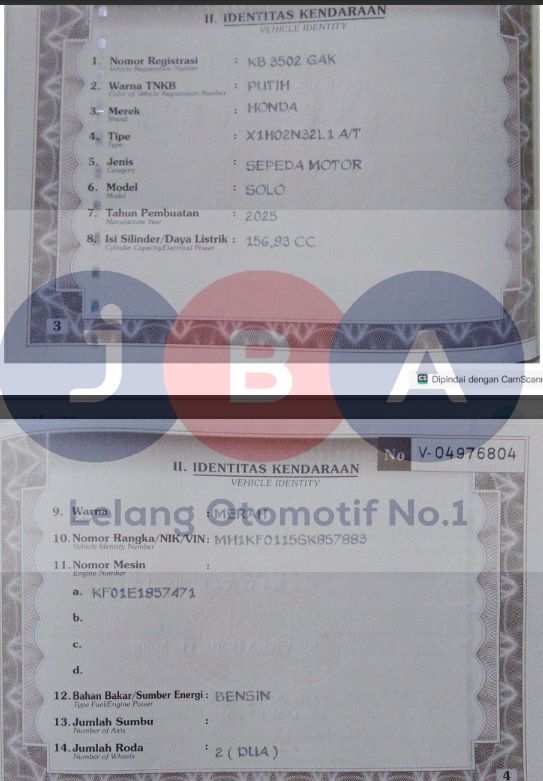 II. IDENTITAS KENDARAAN
VEHICLE IDENTITY
1. Nomor Registrasi : KB 3502 GAK
Vehicle Registration Number
2. Warna TNKB : PUTIH
Color of Vehicle Registration Number
3. Merek : HONDA
Brand
4. Tipe : X1H02N32L1 A/T
Type
5. Jenis : SEPEDA MOTOR
Category
6. Model : SOLO
Model
7. Tahun Pembuatan : 2025
Manufacture Year
8. Isi Silinder/Daya Listrik : 156,93 CC
Cylinder Capacity/Electrical Power
3
JBA
CS Dipindai dengan CamScann
No V-04976804
II. IDENTITAS KENDARAAN
VEHICLE IDENTITY
9. Warna : MERAH
Lelang Otomotif No.1
10. Nomor Rangka/NIK/VIN : MH1KF0115SK857883
Vehicle Identity Number
11. Nomor Mesin :
Engine Number
a. KF01E1857471
b.
c.
d.
12. Bahan Bakar/Sumber Energi : BENSIN
Type Fuel/Engine Power
13. Jumlah Sumbu :
Number of Axis
14. Jumlah Roda : 2 ( DUA )
Number of Wheels
4